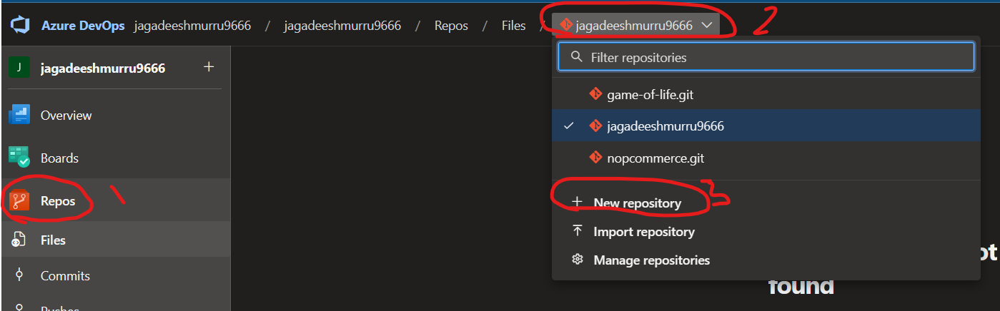 Azure DevOps jagadeeshmurru9666 / jagadeeshmurru9666 / Repos / Files / jagadeeshmurru9666 2
J jagadeeshmurru9666 +
Overview
Boards
Repos 1
Files
Commits
Pushes
Filter repositories
game-of-life.git
jagadeeshmurru9666
nopcommerce.git
+ New repository 3
Import repository
Manage repositories
ot
found